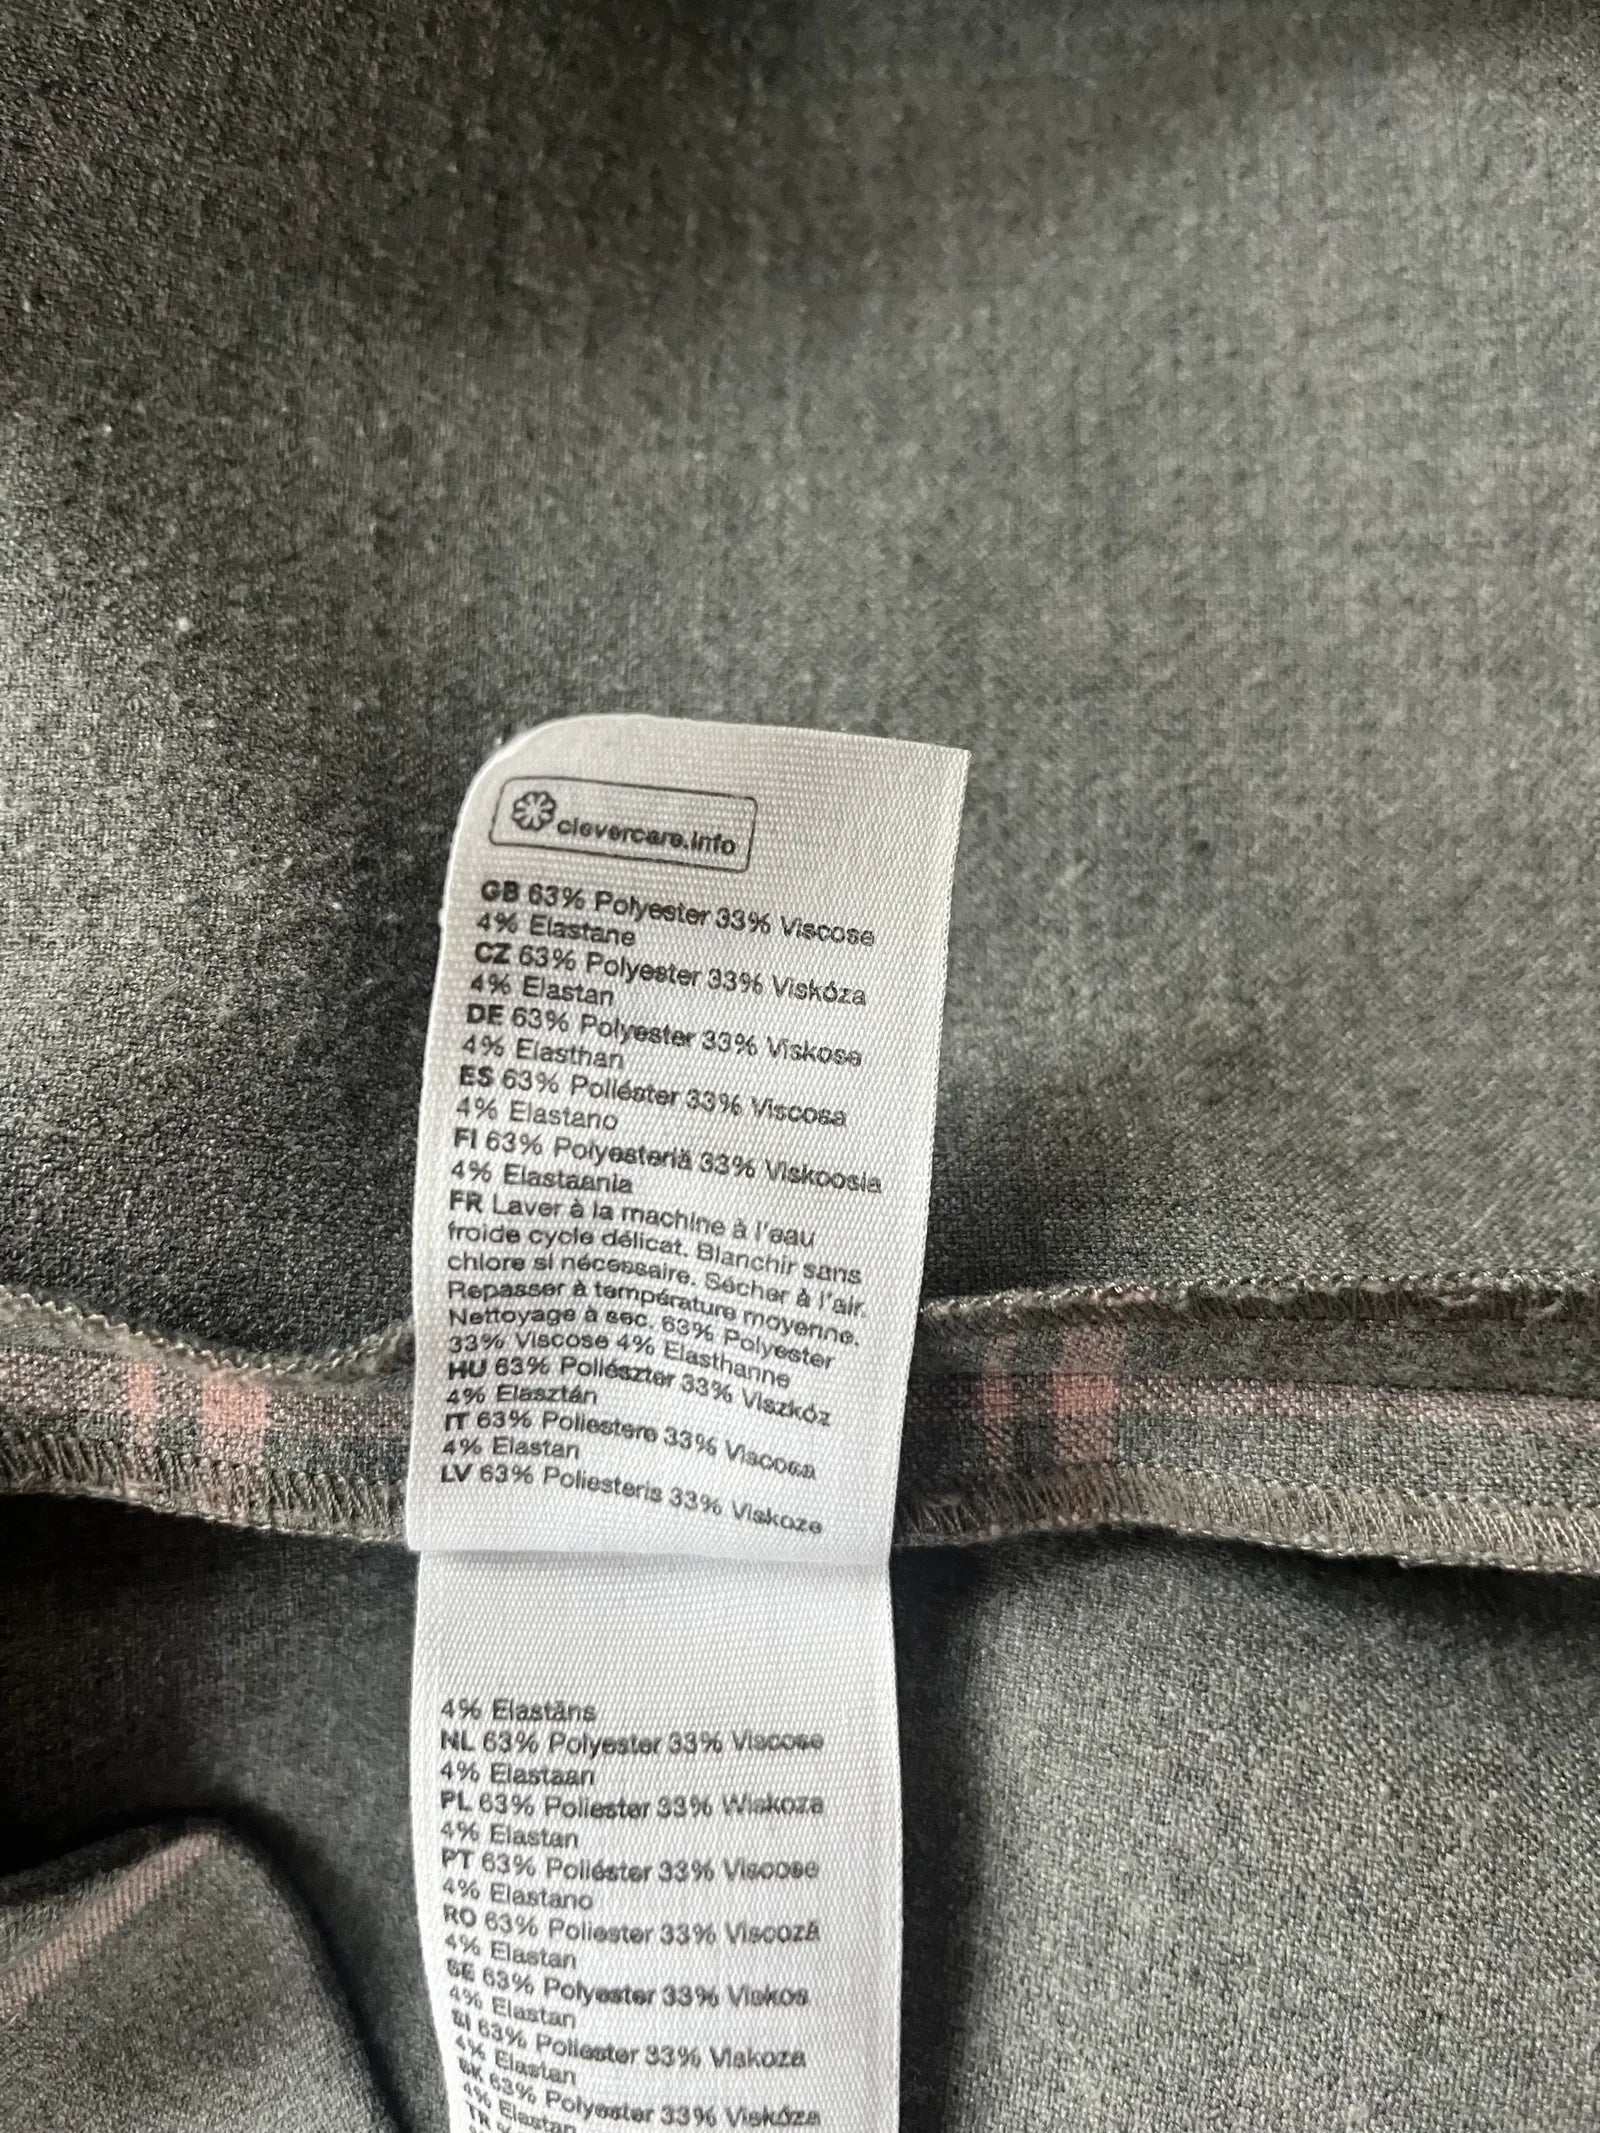 clevercare.info
GB 63% Polyester 33% Viscose
4% Elastane
CZ 63% Polyester 33% Viskóza
4% Elastan
DE 63% Polyester 33% Viskose
4% Elasthan
ES 63% Poliéster 33% Viscosa
4% Elastano
FI 63% Polyesteriä 33% Viskoosia
4% Elastaania
FR Laver à la machine à l'eau
froide cycle délicat. Blanchir sans
chlore si nécessaire. Sécher à l'air.
Repasser à température moyenne.
Nettoyage à sec. 63% Polyester
33% Viscose 4% Elasthanne
HU 63% Poliészter 33% Viszkóz
4% Elasztán
IT 63% Poliestere 33% Viscosa
4% Elastan
LV 63% Poliesteris 33% Viskoze
4% Elastāns
NL 63% Polyester 33% Viscose
4% Elastaan
PL 63% Poliester 33% Wiskoza
4% Elastan
PT 63% Poliéster 33% Viscose
4% Elastano
RO 63% Poliester 33% Viscoză
4% Elastan
SE 63% Polyester 33% Viskos
4% Elastan
SI 63% Poliester 33% Viskoza
4% Elastan
SK 63% Polyester 33% Viskóza
4% Elastan
TR